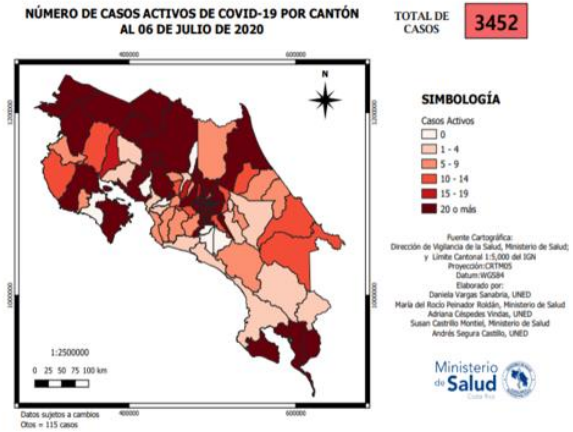 NÚMERO DE CASOS ACTIVOS DE COVID-19 POR CANTÓN
AL 06 DE JULIO DE 2020
TOTAL DE
CASOS
3452
400000
600000
N
1200000
1200000
SIMBOLOGÍA
Casos Activos
0
1 - 4
5 - 9
10 - 14
15 - 19
20 o más
Fuente Cartográfica:
Dirección de Vigilancia de la Salud, Ministerio de Salud;
y Límite Cantonal 1:5,000 del IGN
Proyección:CRTM05
Datum:WGS84
Elaborado por:
Daniela Vargas Sanabria, UNED
María del Rocío Peinador Roldán, Ministerio de Salud
Adriana Céspedes Vindas, UNED
Susan Castrillo Montiel, Ministerio de Salud
Andrés Segura Castillo, UNED
1000000
1000000
1:2500000
0 25 50 75 100 km
Ministerio
de Salud
Costa Rica
400000
600000
Datos sujetos a cambios
Otos = 115 casos